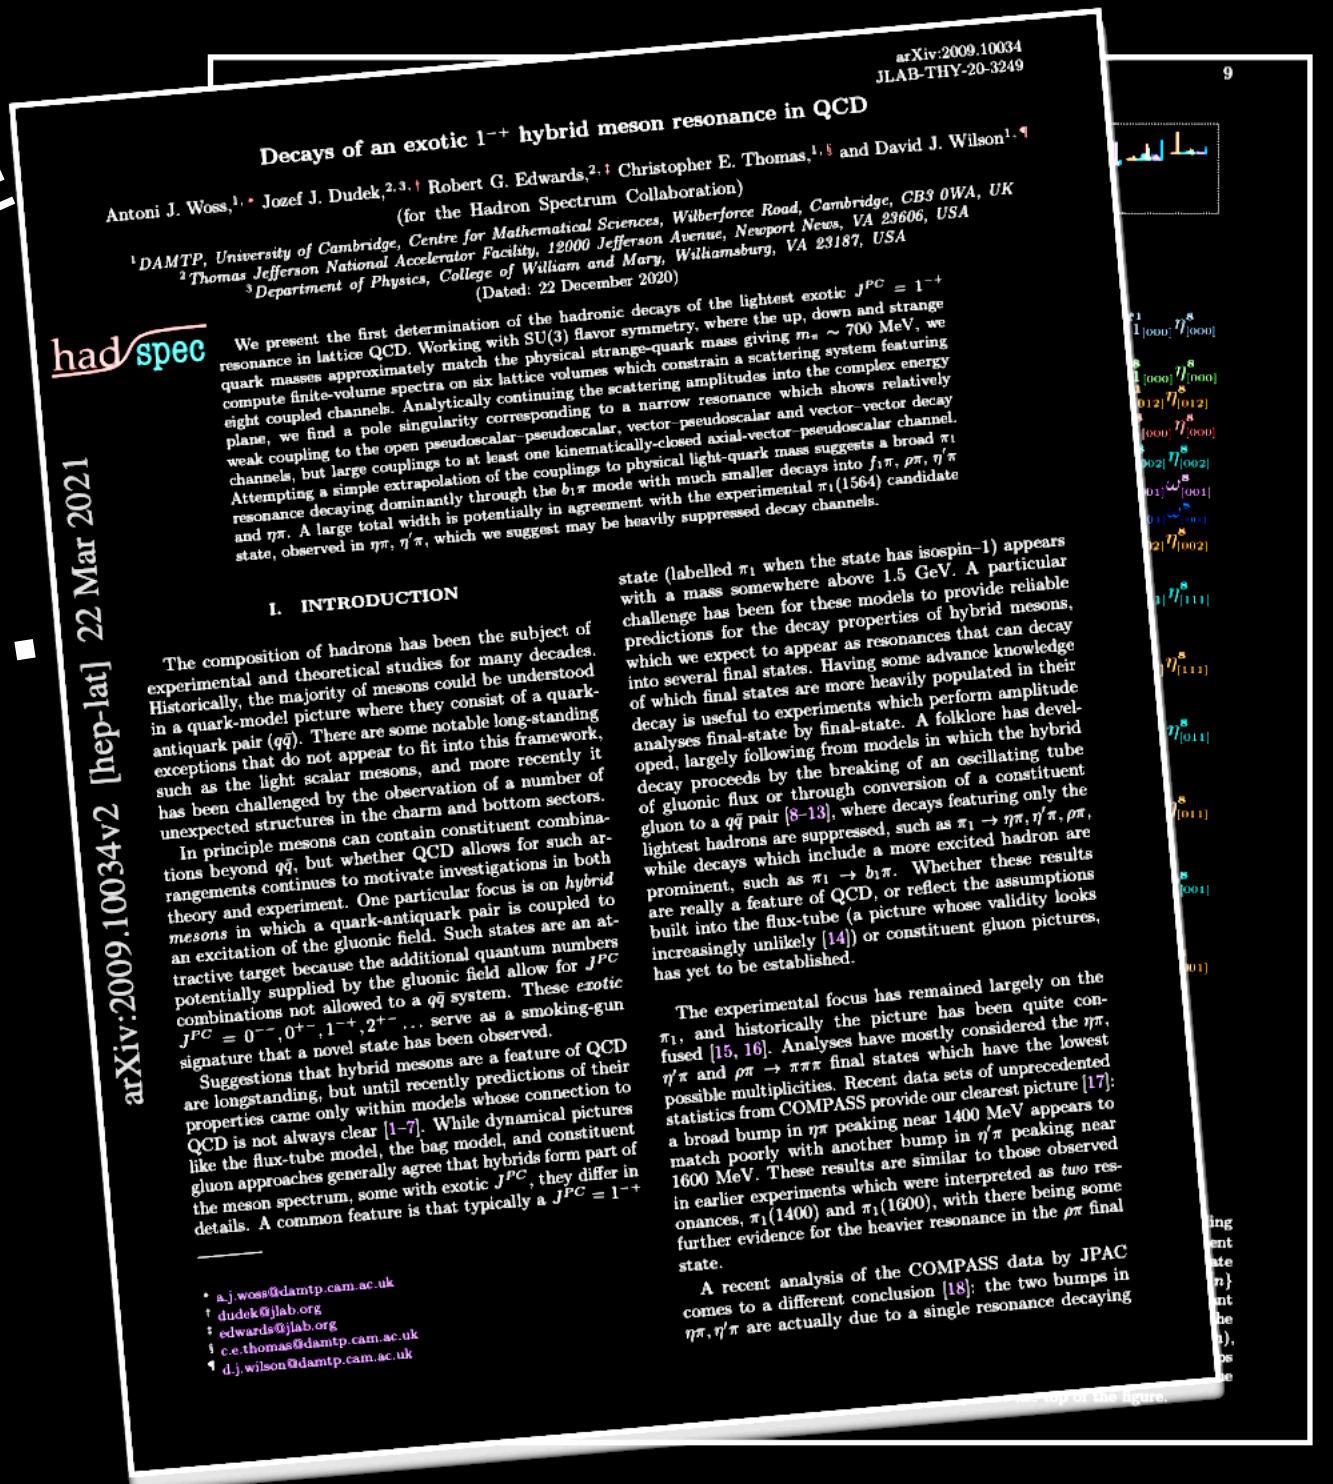 arXiv:2009.10034
JLAB-THY-20-3249
Decays of an exotic 1⁻⁺ hybrid meson resonance in QCD
Antoni J. Woss,¹,* Jozef J. Dudek,²,³,† Robert G. Edwards,²,‡ Christopher E. Thomas,¹,§ and David J. Wilson¹,¶
(for the Hadron Spectrum Collaboration)
¹DAMTP, University of Cambridge, Centre for Mathematical Sciences, Wilberforce Road, Cambridge, CB3 0WA, UK
²Thomas Jefferson National Accelerator Facility, 12000 Jefferson Avenue, Newport News, VA 23606, USA
³Department of Physics, College of William and Mary, Williamsburg, VA 23187, USA
(Dated: 22 December 2020)
had spec
We present the first determination of the hadronic decays of the lightest exotic Jᴾᶜ = 1⁻⁺
resonance in lattice QCD. Working with SU(3) flavor symmetry, where the up, down and strange
quark masses approximately match the physical strange-quark mass giving mπ ∼ 700 MeV, we
compute finite-volume spectra on six lattice volumes which constrain a scattering system featuring
eight coupled channels. Analytically continuing the scattering amplitudes into the complex energy
plane, we find a pole singularity corresponding to a narrow resonance which shows relatively
weak coupling to the open pseudoscalar–pseudoscalar, vector–pseudoscalar and vector–vector decay
channels, but large couplings to at least one kinematically-closed axial-vector–pseudoscalar channel.
Attempting a simple extrapolation of the couplings to physical light-quark mass suggests a broad π₁
resonance decaying dominantly through the b₁π mode with much smaller decays into f₁π, ρπ, η′π
and ηπ. A large total width is potentially in agreement with the experimental π₁(1564) candidate
state, observed in ηπ, η′π, which we suggest may be heavily suppressed decay channels.
arXiv:2009.10034v2 [hep-lat] 22 Mar 2021
I. INTRODUCTION
The composition of hadrons has been the subject of
experimental and theoretical studies for many decades.
Historically, the majority of mesons could be understood
in a quark-model picture where they consist of a quark-
antiquark pair (qq̄). There are some notable long-standing
exceptions that do not appear to fit into this framework,
such as the light scalar mesons, and more recently it
has been challenged by the observation of a number of
unexpected structures in the charm and bottom sectors.
In principle mesons can contain constituent combina-
tions beyond qq̄, but whether QCD allows for such ar-
rangements continues to motivate investigations in both
theory and experiment. One particular focus is on hybrid
mesons in which a quark-antiquark pair is coupled to
an excitation of the gluonic field. Such states are an at-
tractive target because the additional quantum numbers
potentially supplied by the gluonic field allow for Jᴾᶜ
combinations not allowed to a qq̄ system. These exotic
Jᴾᶜ = 0⁻⁻, 0⁺⁻, 1⁻⁺, 2⁺⁻ … serve as a smoking-gun
signature that a novel state has been observed.
Suggestions that hybrid mesons are a feature of QCD
are longstanding, but until recently predictions of their
properties came only within models whose connection to
QCD is not always clear [1–7]. While dynamical pictures
like the flux-tube model, the bag model, and constituent
gluon approaches generally agree that hybrids form part of
the meson spectrum, some with exotic Jᴾᶜ, they differ in
details. A common feature is that typically a Jᴾᶜ = 1⁻⁺
* a.j.woss@damtp.cam.ac.uk
† dudek@jlab.org
‡ edwards@jlab.org
§ c.e.thomas@damtp.cam.ac.uk
¶ d.j.wilson@damtp.cam.ac.uk
state (labelled π₁ when the state has isospin–1) appears
with a mass somewhere above 1.5 GeV. A particular
challenge has been for these models to provide reliable
predictions for the decay properties of hybrid mesons,
which we expect to appear as resonances that can decay
into several final states. Having some advance knowledge
of which final states are more heavily populated in their
decay is useful to experiments which perform amplitude
analyses final-state by final-state. A folklore has devel-
oped, largely following from models in which the hybrid
decay proceeds by the breaking of an oscillating tube
of gluonic flux or through conversion of a constituent
gluon to a qq̄ pair [8–13], where decays featuring only the
lightest hadrons are suppressed, such as π₁ → ηπ, η′π, ρπ,
while decays which include a more excited hadron are
prominent, such as π₁ → b₁π. Whether these results
are really a feature of QCD, or reflect the assumptions
built into the flux-tube (a picture whose validity looks
increasingly unlikely [14]) or constituent gluon pictures,
has yet to be established.
The experimental focus has remained largely on the
π₁, and historically the picture has been quite con-
fused [15, 16]. Analyses have mostly considered the ηπ,
η′π and ρπ → πππ final states which have the lowest
possible multiplicities. Recent data sets of unprecedented
statistics from COMPASS provide our clearest picture [17]:
a broad bump in ηπ peaking near 1400 MeV appears to
match poorly with another bump in η′π peaking near
1600 MeV. These results are similar to those observed
in earlier experiments which were interpreted as two res-
onances, π₁(1400) and π₁(1600), with there being some
further evidence for the heavier resonance in the ρπ final
state.
A recent analysis of the COMPASS data by JPAC
comes to a different conclusion [18]: the two bumps in
ηπ, η′π are actually due to a single resonance decaying
9
η⁸[000]
η⁸[000]
η⁸[012]
η⁸[000]
η⁸[002]
ω⁸[001]
η⁸[002]
η⁸[111]
η⁸[111]
η⁸[011]
η⁸[011]
top of the figure.